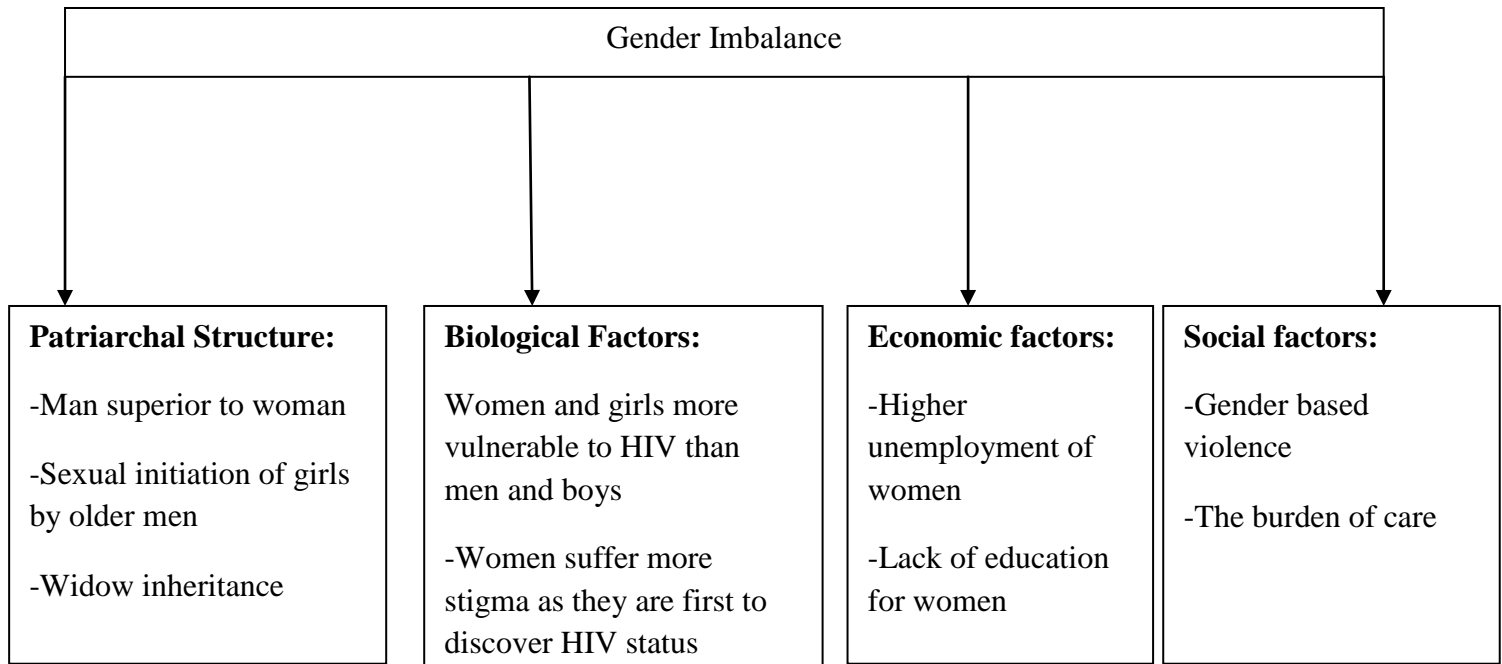 Gender Imbalance
Patriarchal Structure:
-Man superior to woman
-Sexual initiation of girls
by older men
-Widow inheritance
Biological Factors:
Women and girls more
vulnerable to HIV than
men and boys
-Women suffer more
stigma as they are first to
discover HIV status
Economic factors:
-Higher
unemployment of
women
-Lack of education
for women
Social factors:
-Gender based
violence
-The burden of care